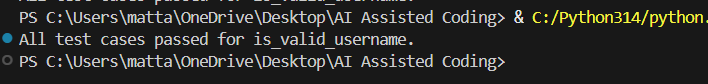 PS C:\Users\matta\OneDrive\Desktop\AI Assisted Coding> & C:/Python314/python.
All test cases passed for is_valid_username.
PS C:\Users\matta\OneDrive\Desktop\AI Assisted Coding>